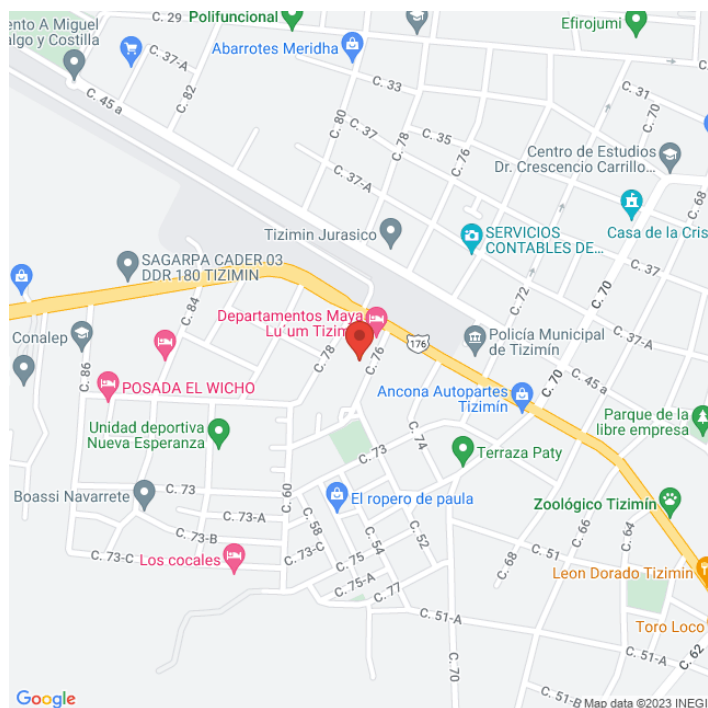 C. 29
Polifuncional
Efirojumi
ento A Miguel
algo y Costilla
C. 37-A
Abarrotes Meridha
C. 33
C. 31
C. 82
C. 45 a
C. 80
C. 78
C. 37
C. 35
C. 76
C. 70
C. 37-A
Centro de Estudios
Dr. Crescencio Carrillo...
C. 68
Casa de la Cris
Tizimin Jurasico
SERVICIOS
CONTABLES DE...
C. 37
SAGARPA CADER 03
DDR 180 TIZIMIN
C. 72
C. 70
C. 84
Departamentos Maya
Lu´um Tizimi
176
Conalep
C. 86
C. 78
C. 76
Policía Municipal
de Tizimín
C. 70
C. 45 a
POSADA EL WICHO
Ancona Autopartes
Tizimín
Parque de la
libre empresa
Unidad deportiva
Nueva Esperanza
C. 74
C. 73
Terraza Paty
C. 73
C. 60
Boassi Navarrete
El ropero de paula
Zoológico Tizimín
C. 73-A
C. 58
C. 54
C. 52
C. 66
C. 64
C. 73-B
C. 73-C
C. 73-C
Los cocales
C. 75
C. 75-A
C. 77
C. 68
C. 51
Leon Dorado Tizimin
C. 51-A
Toro Loco
C. 62
C. 70
C. 51-A
C. 51-B
Google
Map data ©2023 INEGI